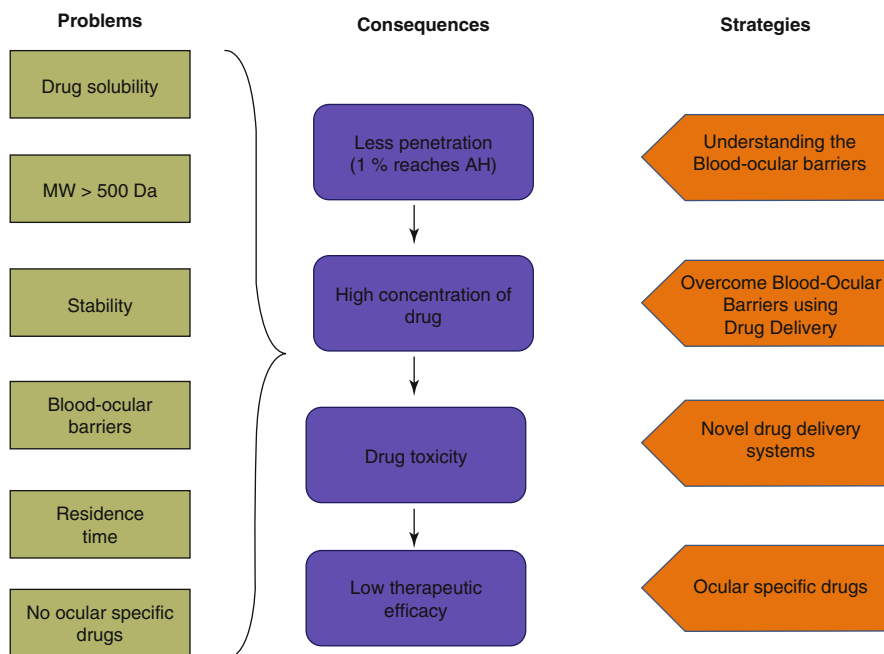 Problems
Consequences
Strategies
Drug solubility
MW > 500 Da
Stability
Blood-ocular
barriers
Residence
time
No ocular specific
drugs
Less penetration
(1 % reaches AH)
High concentration of
drug
Drug toxicity
Low therapeutic
efficacy
Understanding the
Blood-ocular barriers
Overcome Blood-Ocular
Barriers using
Drug Delivery
Novel drug delivery
systems
Ocular specific drugs